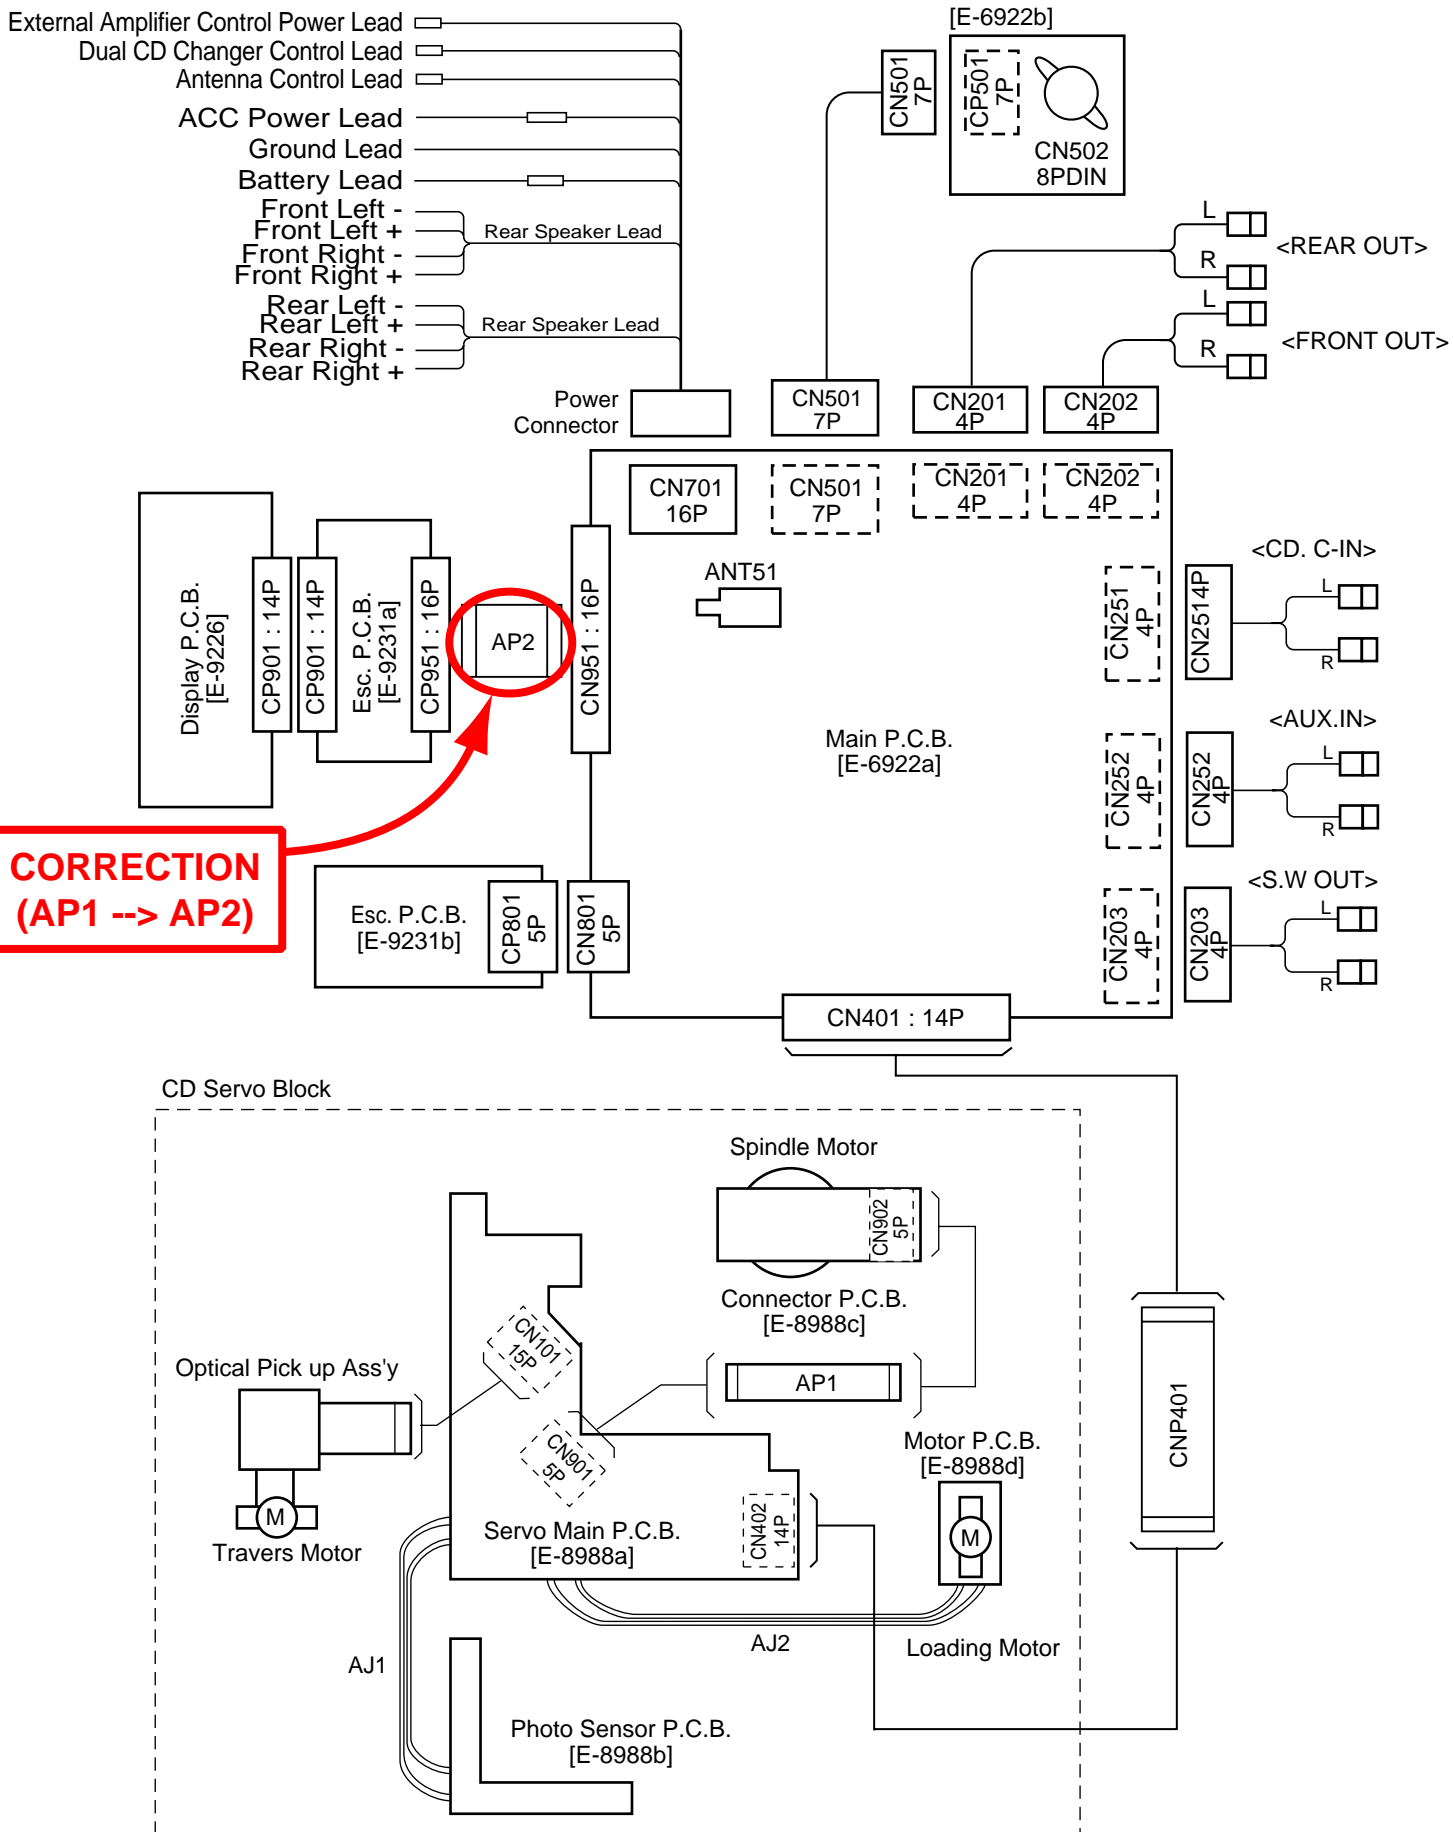 External Amplifier Control Power Lead
Dual CD Changer Control Lead
Antenna Control Lead
ACC Power Lead
Ground Lead
Battery Lead
Front Left -
Front Left +
Front Right -
Front Right +
Rear Speaker Lead
Rear Left -
Rear Left +
Rear Right -
Rear Right +
Rear Speaker Lead
Power
Connector
[E-6922b]
CN501
7P
CP501
7P
CN502
8PDIN
L
R
<REAR OUT>
L
R
<FRONT OUT>
CN501
7P
CN201
4P
CN202
4P
CN701
16P
CN501
7P
CN201
4P
CN202
4P
ANT51
Display P.C.B.
[E-9226]
CP901 : 14P
CP901 : 14P
Esc. P.C.B.
[E-9231a]
CP951 : 16P
AP2
CN951 : 16P
Main P.C.B.
[E-6922a]
CN251
4P
CN2514P
<CD. C-IN>
L
R
CN252
4P
CN252
4P
<AUX.IN>
L
R
CN203
4P
CN203
4P
<S.W OUT>
L
R
CORRECTION
(AP1 --> AP2)
Esc. P.C.B.
[E-9231b]
CP801
5P
CN801
5P
CN401 : 14P
CD Servo Block
Spindle Motor
CN902
5P
Connector P.C.B.
[E-8988c]
CN101
15P
Optical Pick up Ass'y
AP1
CN901
5P
Motor P.C.B.
[E-8988d]
CNP401
M
Travers Motor
Servo Main P.C.B.
[E-8988a]
CN402
14P
M
AJ2
Loading Motor
AJ1
Photo Sensor P.C.B.
[E-8988b]